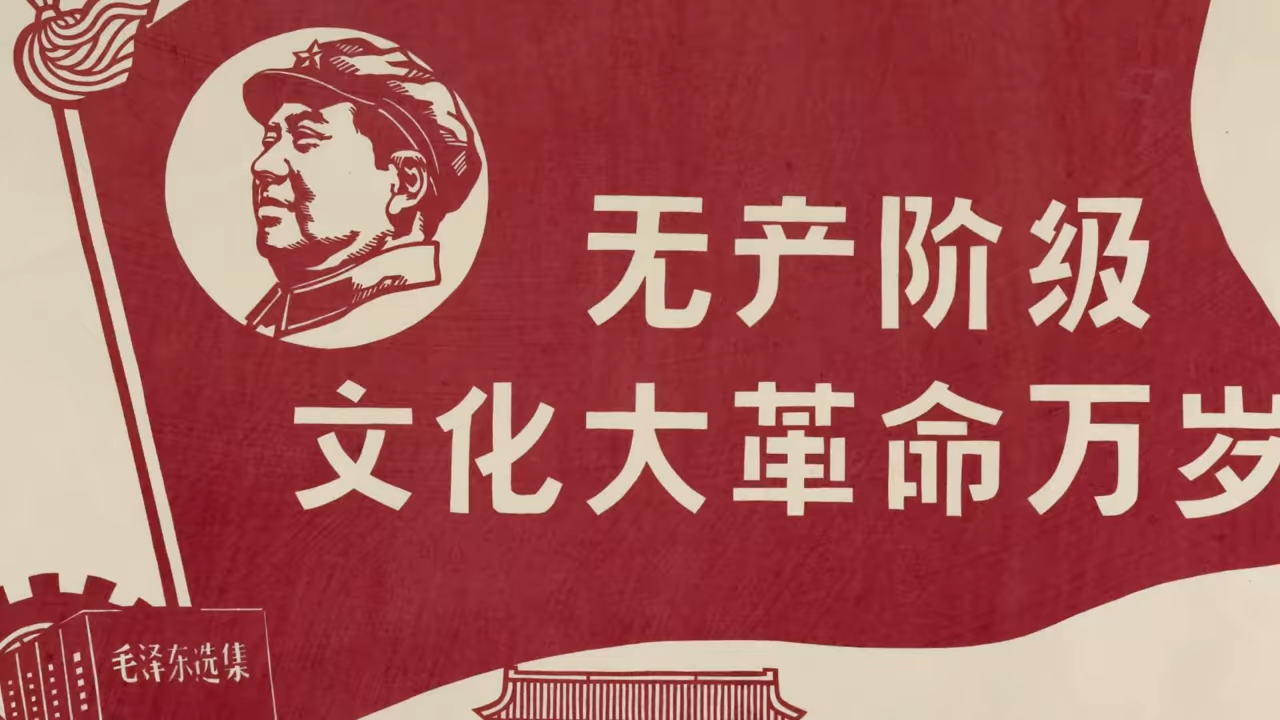 无产阶级
文化大革命万岁
毛泽东选集